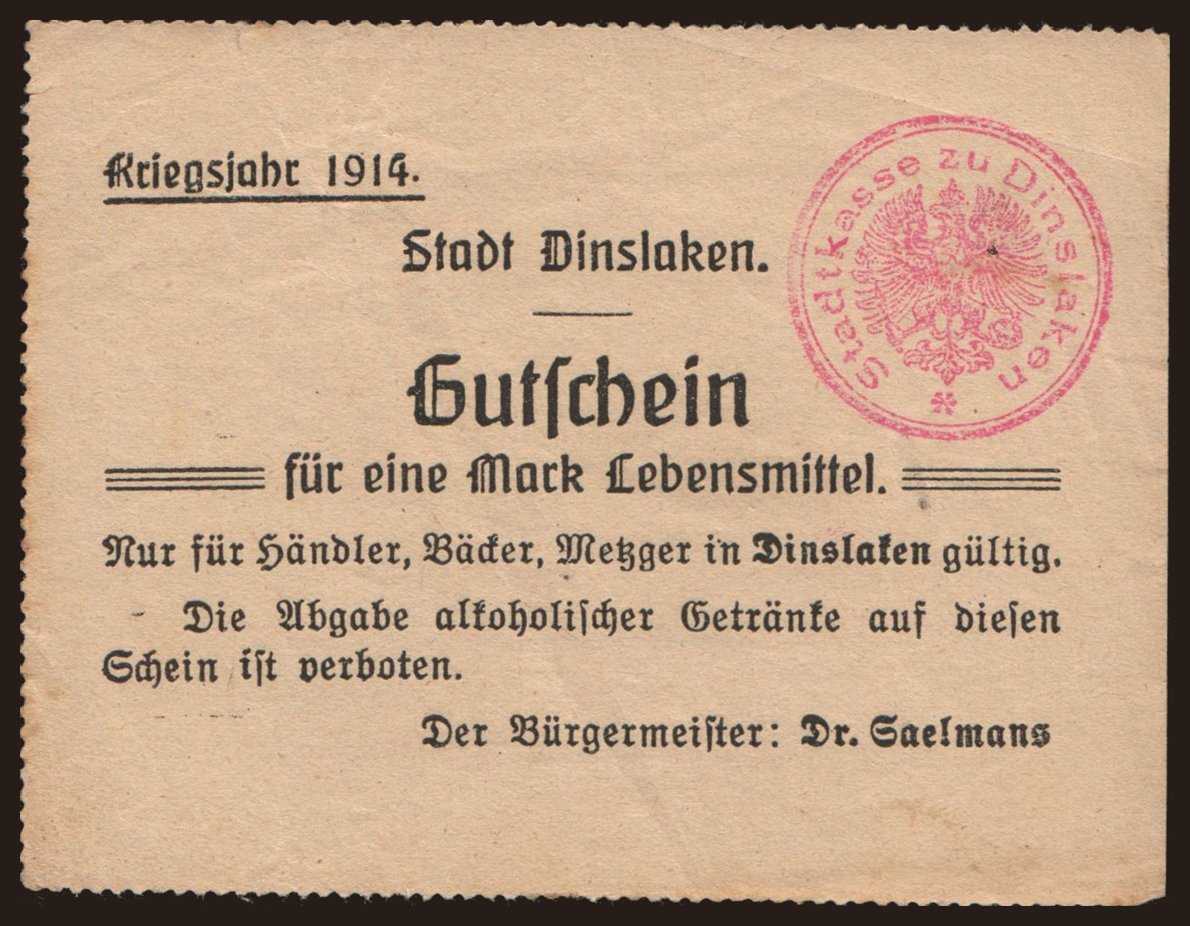 Kriegsjahr 1914.
Stadt Dinslaken.
Stadtkasse zu Dinslaken
Gutschein
für eine Mark Lebensmittel.
Nur für Händler, Bäcker, Metzger in Dinslaken gültig.
Die Abgabe alkoholischer Getränke auf diesen
Schein ist verboten.
Der Bürgermeister: Dr. Saelmans